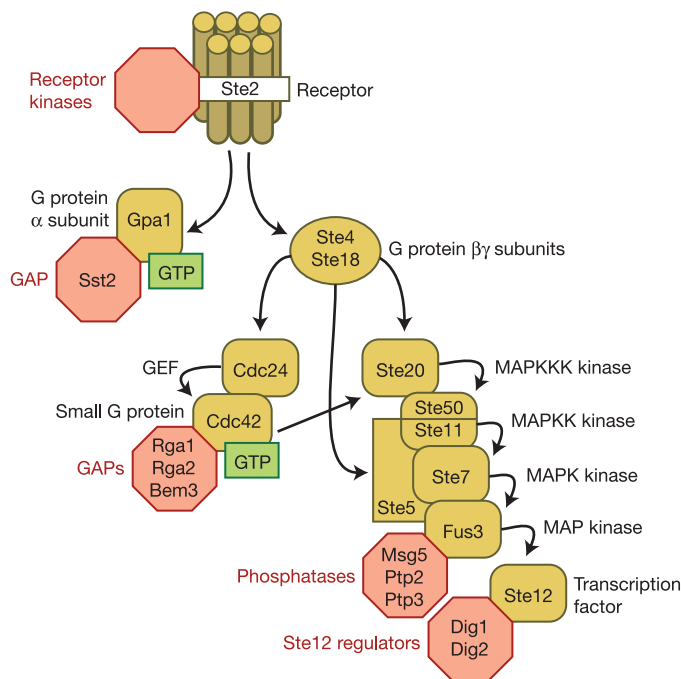 Receptor
kinases
Ste2
Receptor
G protein
α subunit
Gpa1
GAP
Sst2
GTP
Ste4
Ste18
G protein βγ subunits
GEF
Cdc24
Small G protein
Cdc42
GAPs
Rga1
Rga2
Bem3
GTP
Ste20
MAPKKK kinase
Ste50
Ste11
MAPKK kinase
Ste7
MAPK kinase
Ste5
Fus3
MAP kinase
Phosphatases
Msg5
Ptp2
Ptp3
Ste12
Transcription
factor
Ste12 regulators
Dig1
Dig2